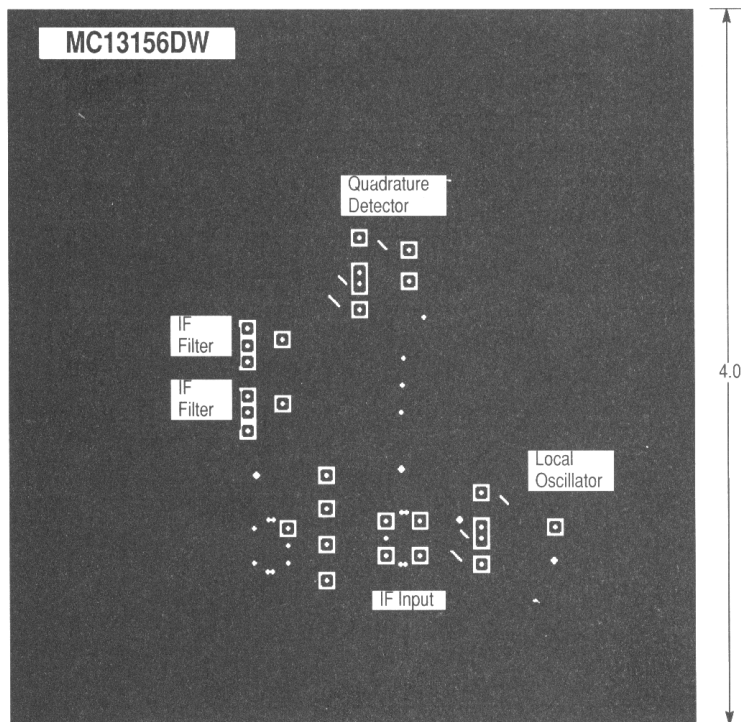 MC13156DW
Quadrature
Detector
IF
Filter
IF
Filter
4.0
Local
Oscillator
IF Input